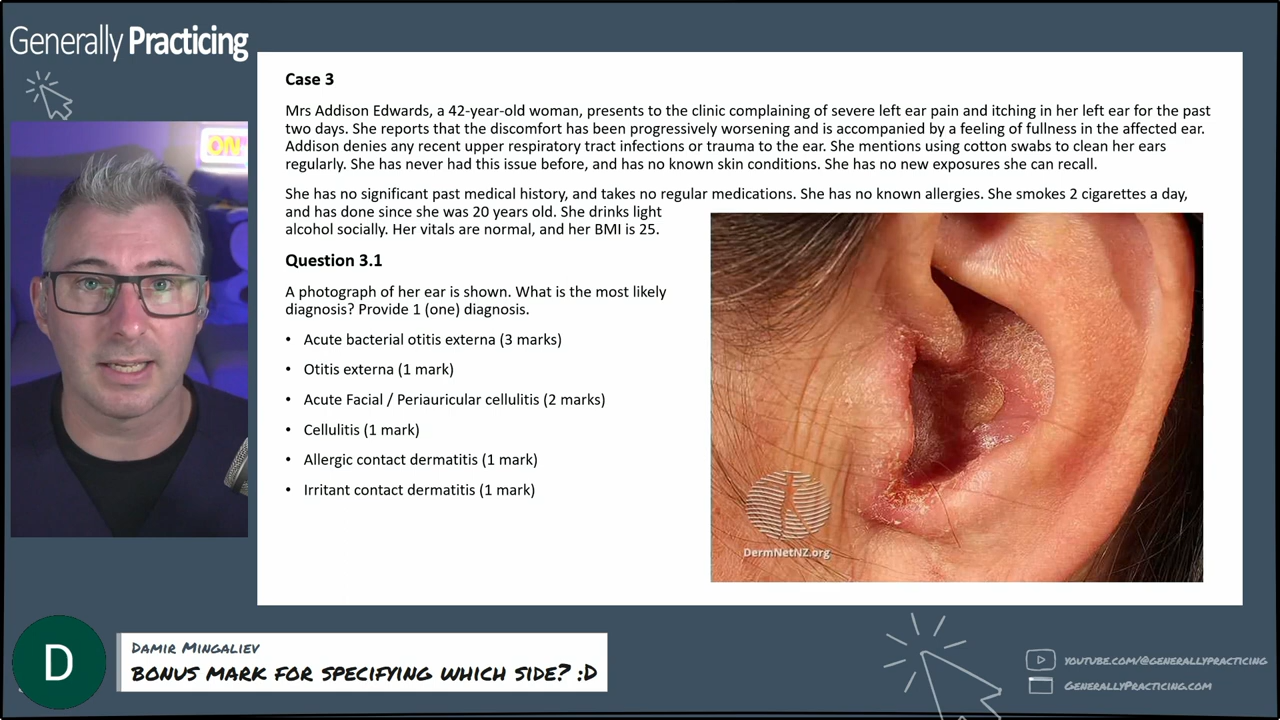 Generally Practicing
ON
Case 3
Mrs Addison Edwards, a 42-year-old woman, presents to the clinic complaining of severe left ear pain and itching in her left ear for the past
two days. She reports that the discomfort has been progressively worsening and is accompanied by a feeling of fullness in the affected ear.
Addison denies any recent upper respiratory tract infections or trauma to the ear. She mentions using cotton swabs to clean her ears
regularly. She has never had this issue before, and has no known skin conditions. She has no new exposures she can recall.
She has no significant past medical history, and takes no regular medications. She has no known allergies. She smokes 2 cigarettes a day,
and has done since she was 20 years old. She drinks light
alcohol socially. Her vitals are normal, and her BMI is 25.
Question 3.1
A photograph of her ear is shown. What is the most likely
diagnosis? Provide 1 (one) diagnosis.
• Acute bacterial otitis externa (3 marks)
• Otitis externa (1 mark)
• Acute Facial / Periauricular cellulitis (2 marks)
• Cellulitis (1 mark)
• Allergic contact dermatitis (1 mark)
• Irritant contact dermatitis (1 mark)
DermNetNZ.org
D
Damir Mingaliev
BONUS MARK FOR SPECIFYING WHICH SIDE? :D
YOUTUBE.COM/@GENERALLYPRACTICING
GENERALLYPRACTICING.COM